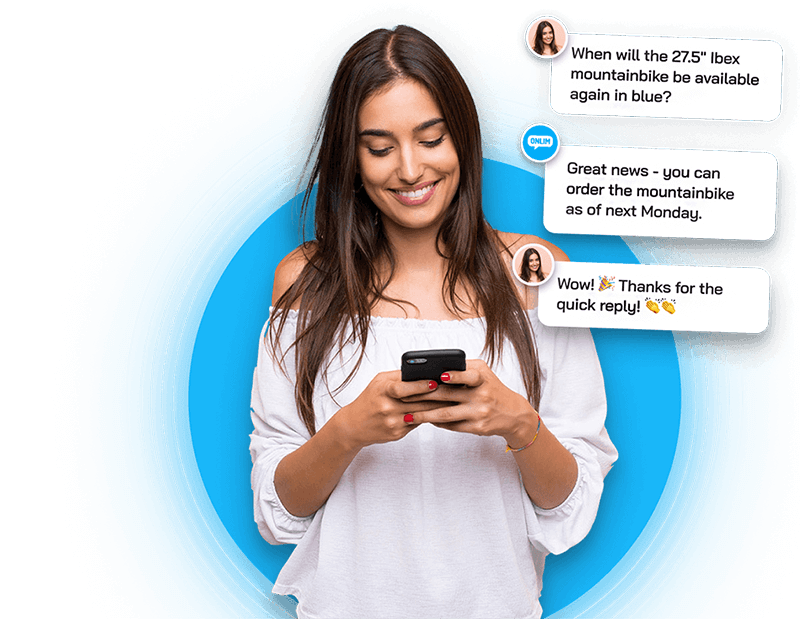 When will the 27.5" Ibex
mountainbike be available
again in blue?
ONLIM
Great news - you can
order the mountainbike
as of next Monday.
Wow! 🎉 Thanks for the
quick reply! 👏👏